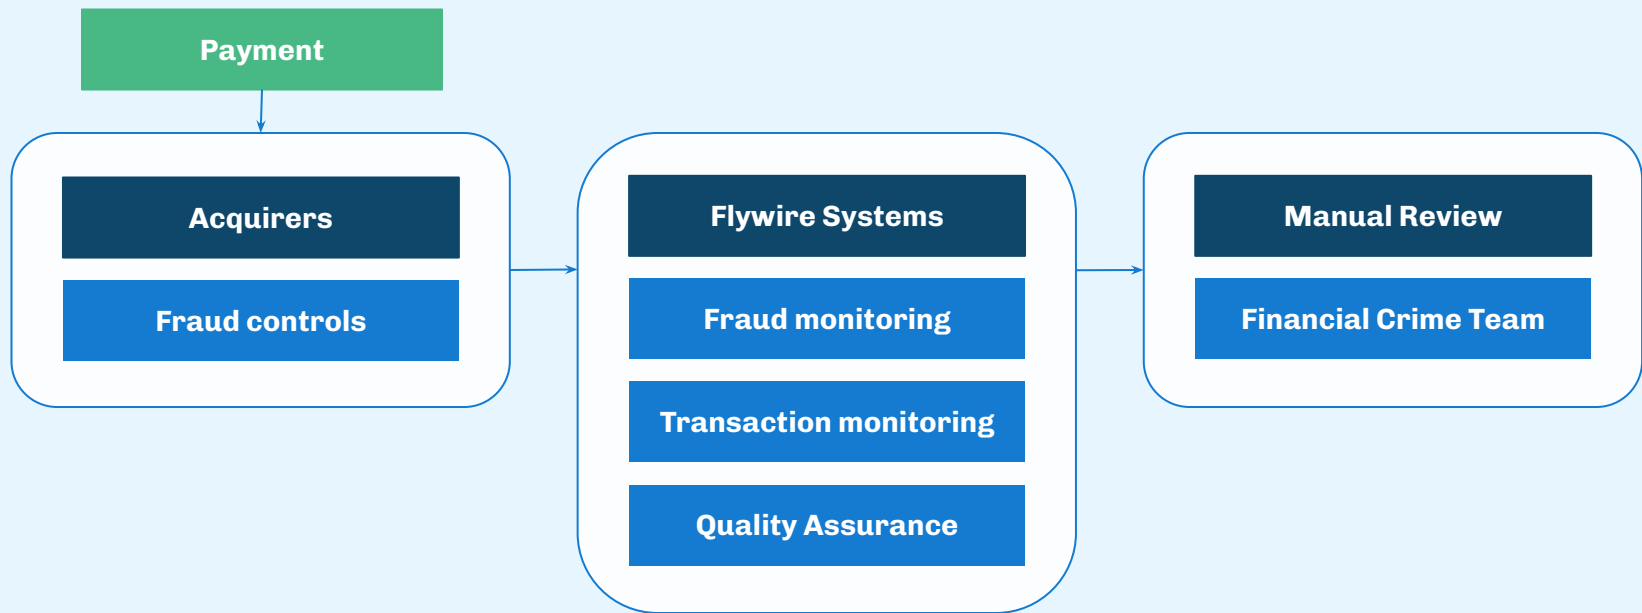 Payment
Acquirers
Fraud controls
Flywire Systems
Fraud monitoring
Transaction monitoring
Quality Assurance
Manual Review
Financial Crime Team